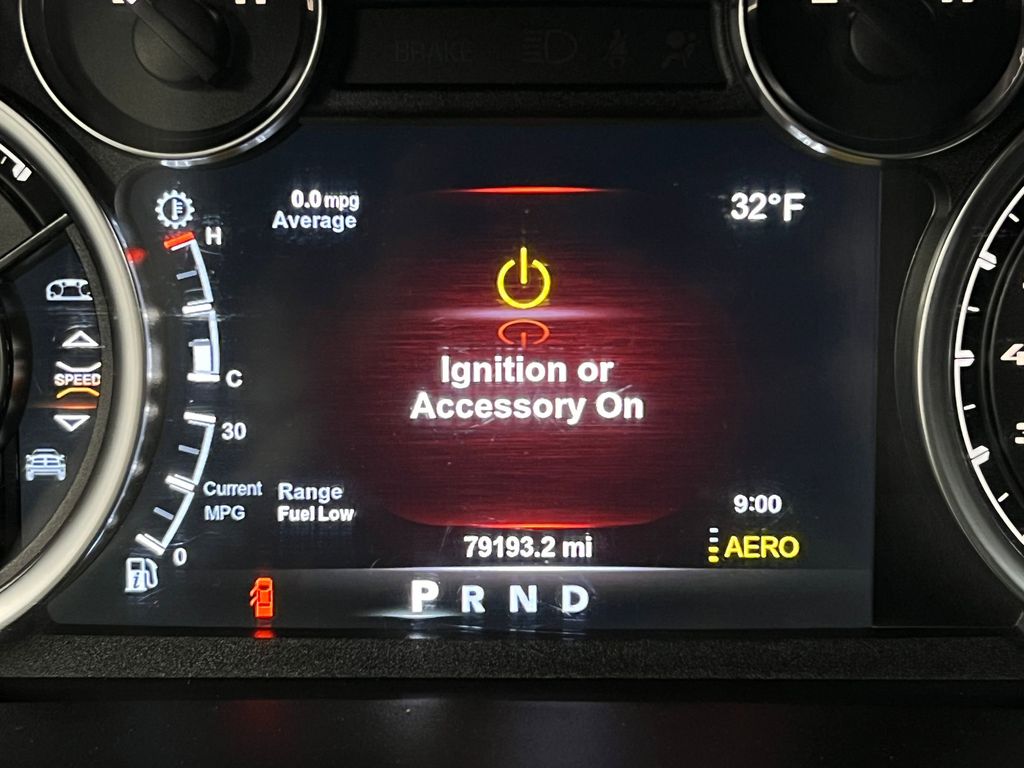 BRAKE
0.0 mpg
Average
32°F
H
Ignition or
Accessory On
C
SPEED
30
Current
MPG
Range
Fuel Low
9:00
0
79193.2 mi
AERO
P R N D
4